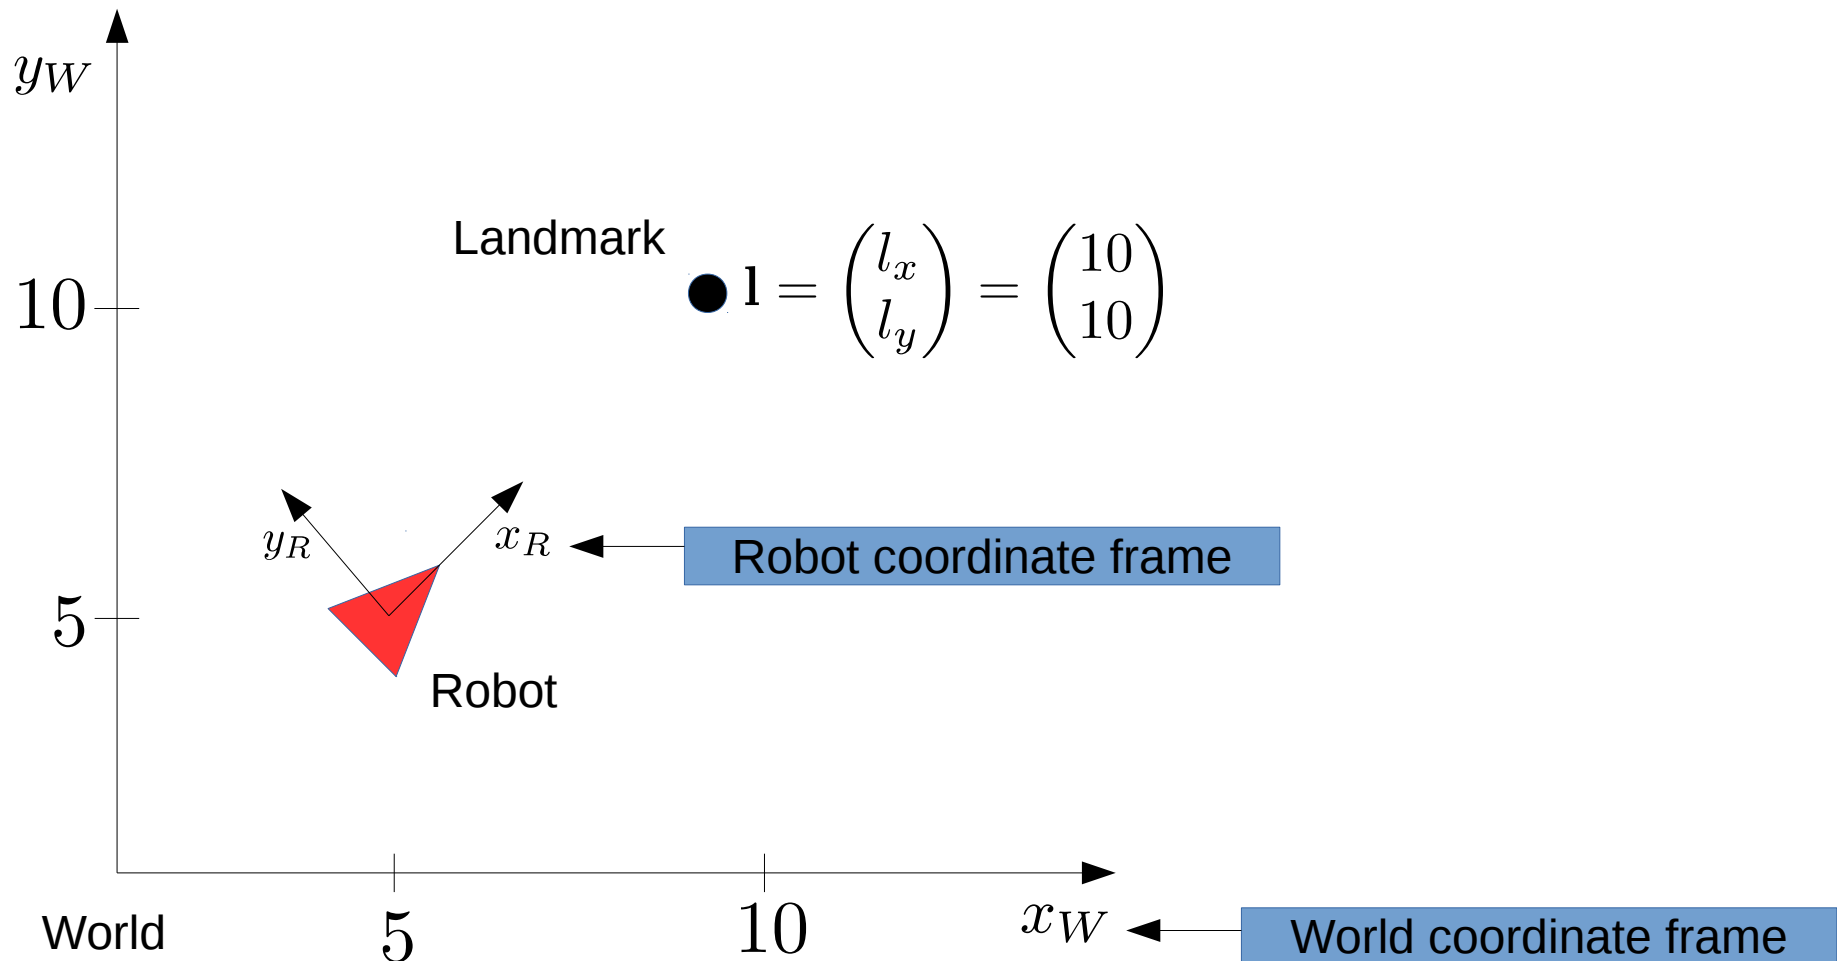 y_W
Landmark
10
l = (l_x l_y) = (10 10)
y_R
x_R
Robot coordinate frame
5
Robot
World
5
10
x_W
World coordinate frame